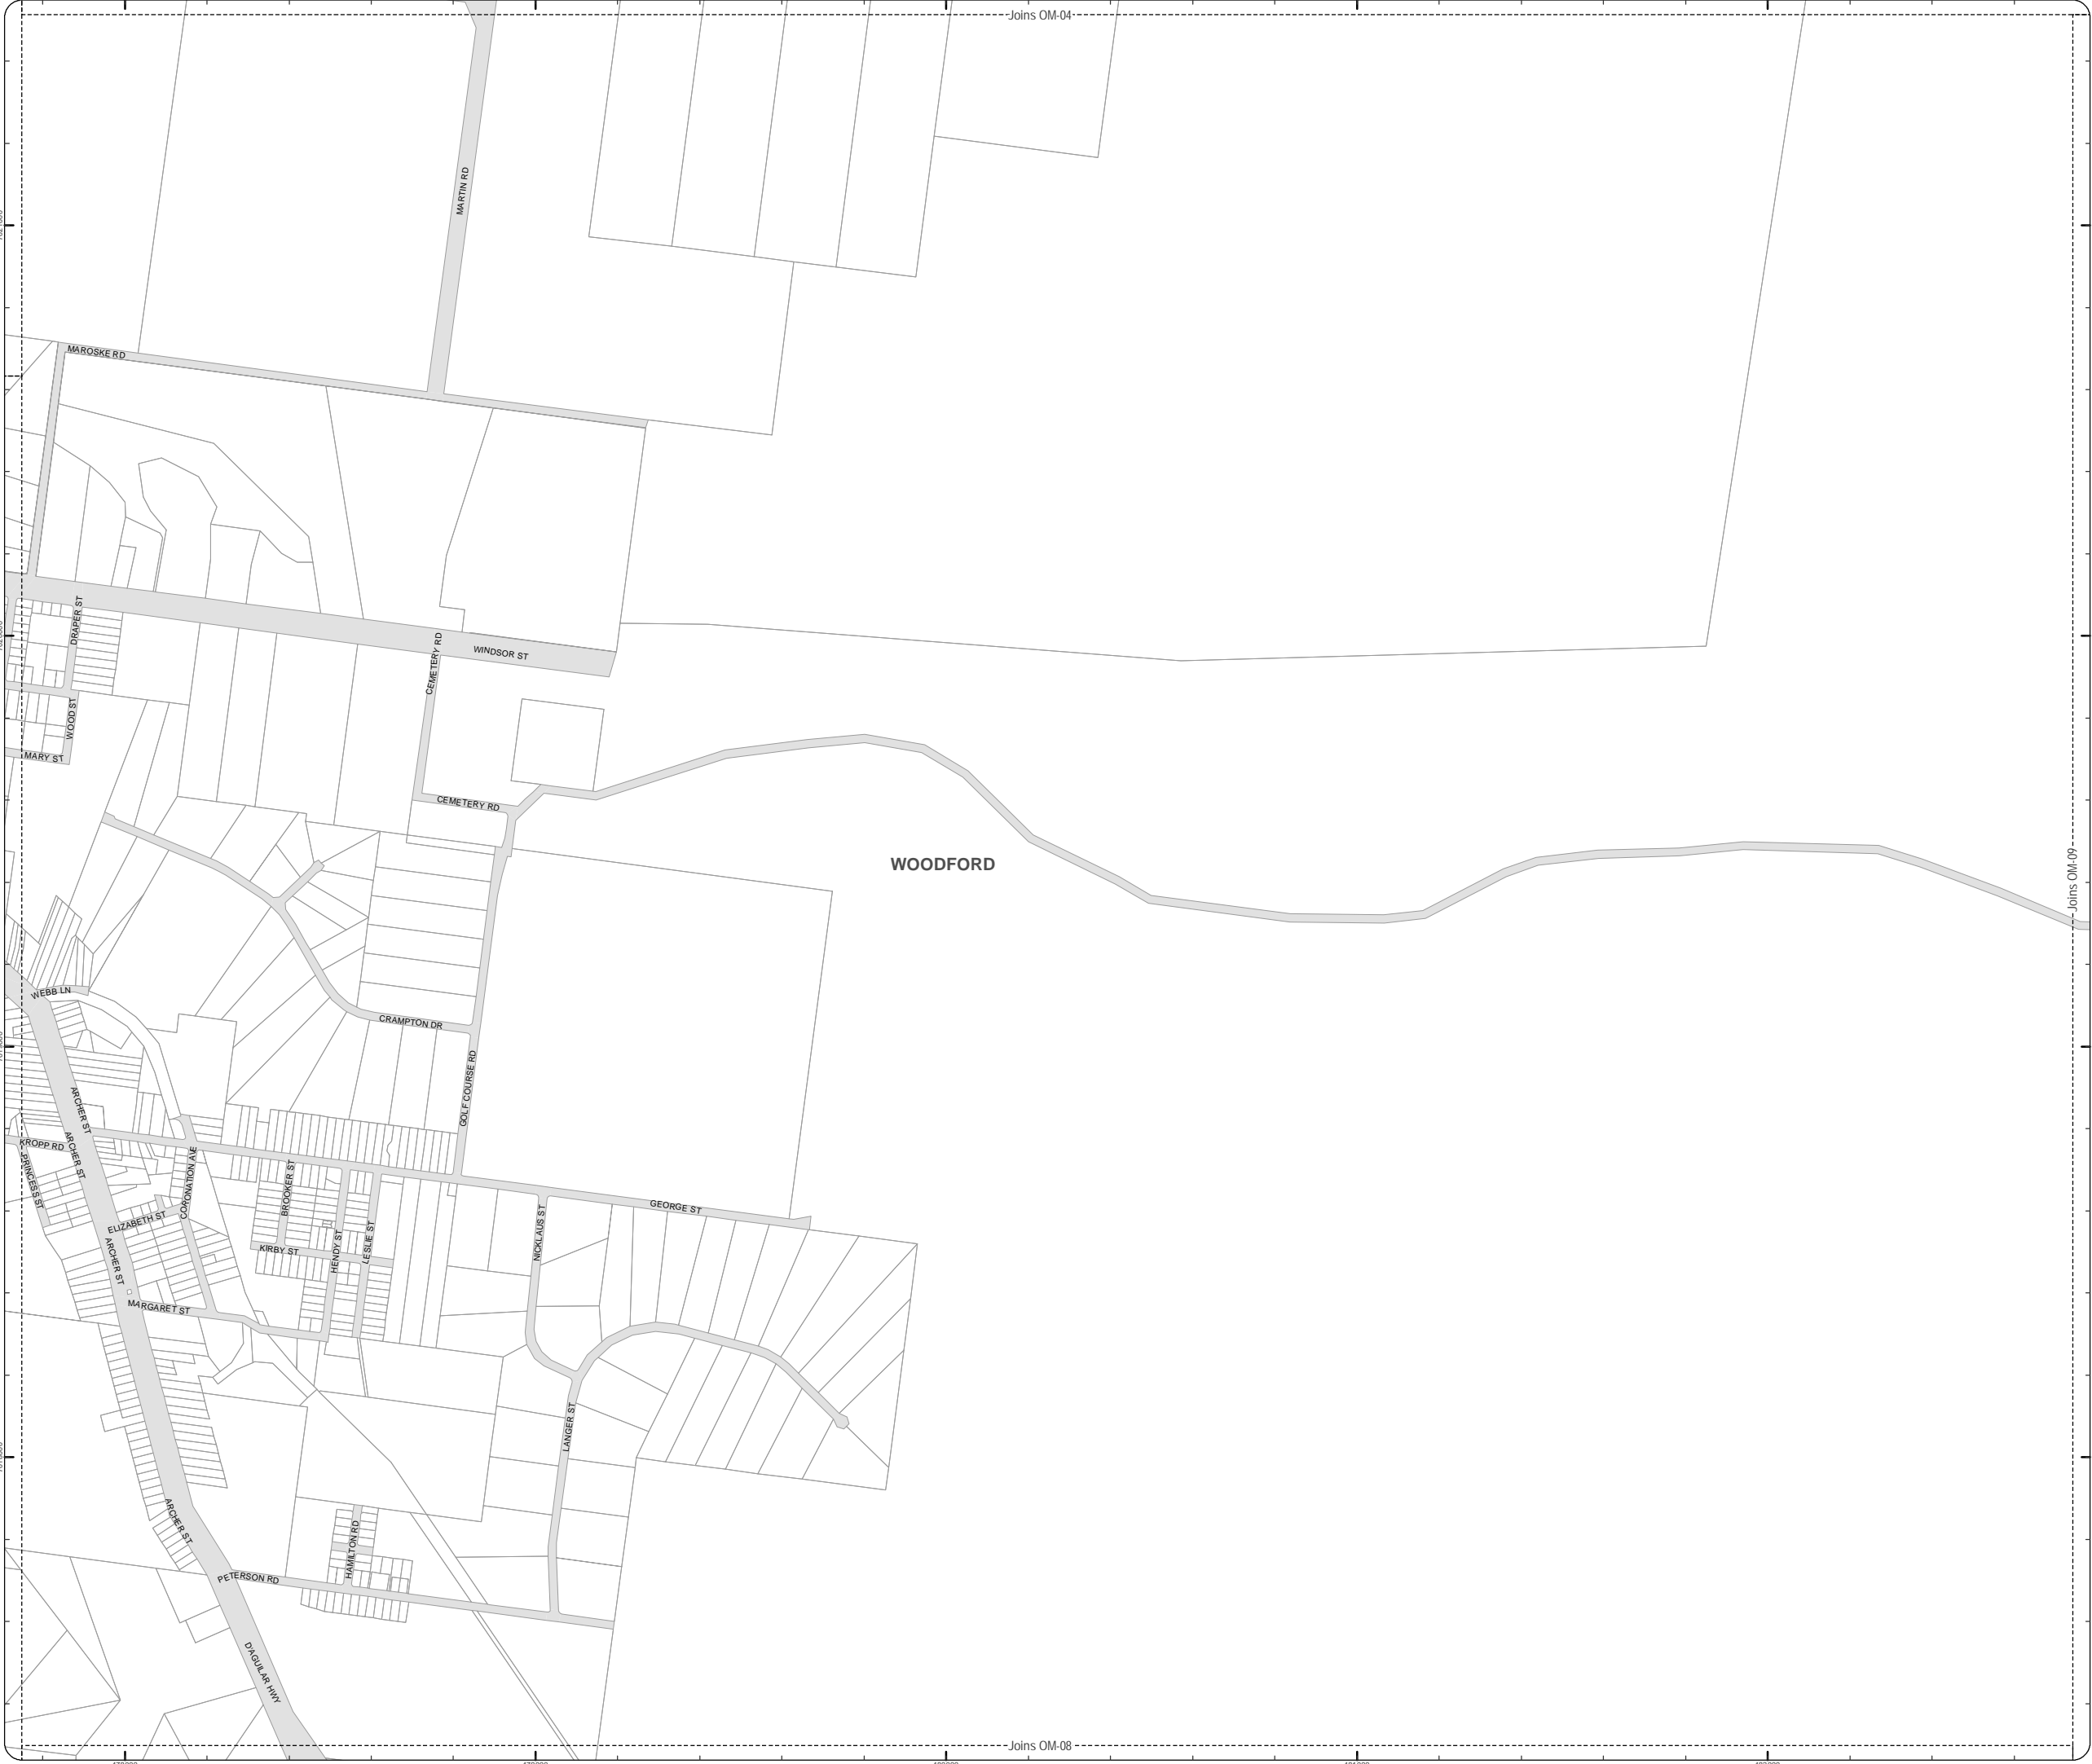 Joins OM-04
MARTIN RD
MAROSKE RD
DRAPER ST
CEMETERY RD
WINDSOR ST
WOOD ST
MARY ST
CEMETERY RD
WOODFORD
Joins OM-09
WEBB LN
CRAMPTON DR
GOLF COURSE RD
ARCHER ST
ARCHER ST
KROPP RD
PRINCESS ST
CORONATION AVE
BROOKER ST
GEORGE ST
ELIZABETH ST
NICKLAUS ST
KIRBY ST
HENDY ST
LESLIE ST
ARCHER ST
MARGARET ST
LANGER ST
ARCHER ST
HAMILTON RD
PETERSON RD
D'AGUILAR HWY
Joins OM-08